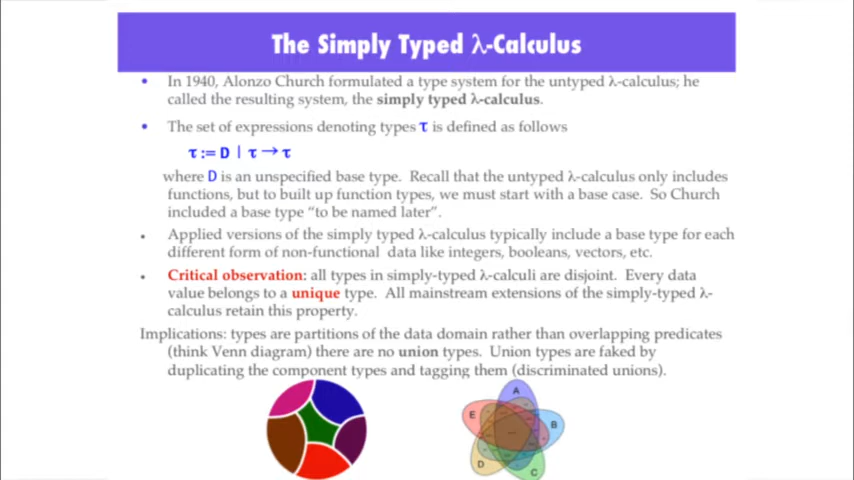 The Simply Typed λ-Calculus
• In 1940, Alonzo Church formulated a type system for the untyped λ-calculus; he
called the resulting system, the simply typed λ-calculus.
• The set of expressions denoting types τ is defined as follows
τ := D | τ → τ
where D is an unspecified base type. Recall that the untyped λ-calculus only includes
functions, but to built up function types, we must start with a base case. So Church
included a base type “to be named later”.
• Applied versions of the simply typed λ-calculus typically include a base type for each
different form of non-functional data like integers, booleans, vectors, etc.
• Critical observation: all types in simply-typed λ-calculi are disjoint. Every data
value belongs to a unique type. All mainstream extensions of the simply-typed λ-
calculus retain this property.
Implications: types are partitions of the data domain rather than overlapping predicates
(think Venn diagram) there are no union types. Union types are faked by
duplicating the component types and tagging them (discriminated unions).
A
E
B
D
C